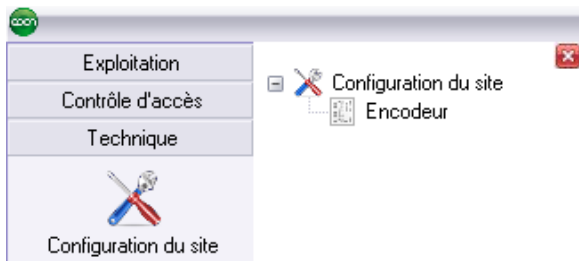 Exploitation
Contrôle d'accès
Technique
Configuration du site
Configuration du site
Encodeur